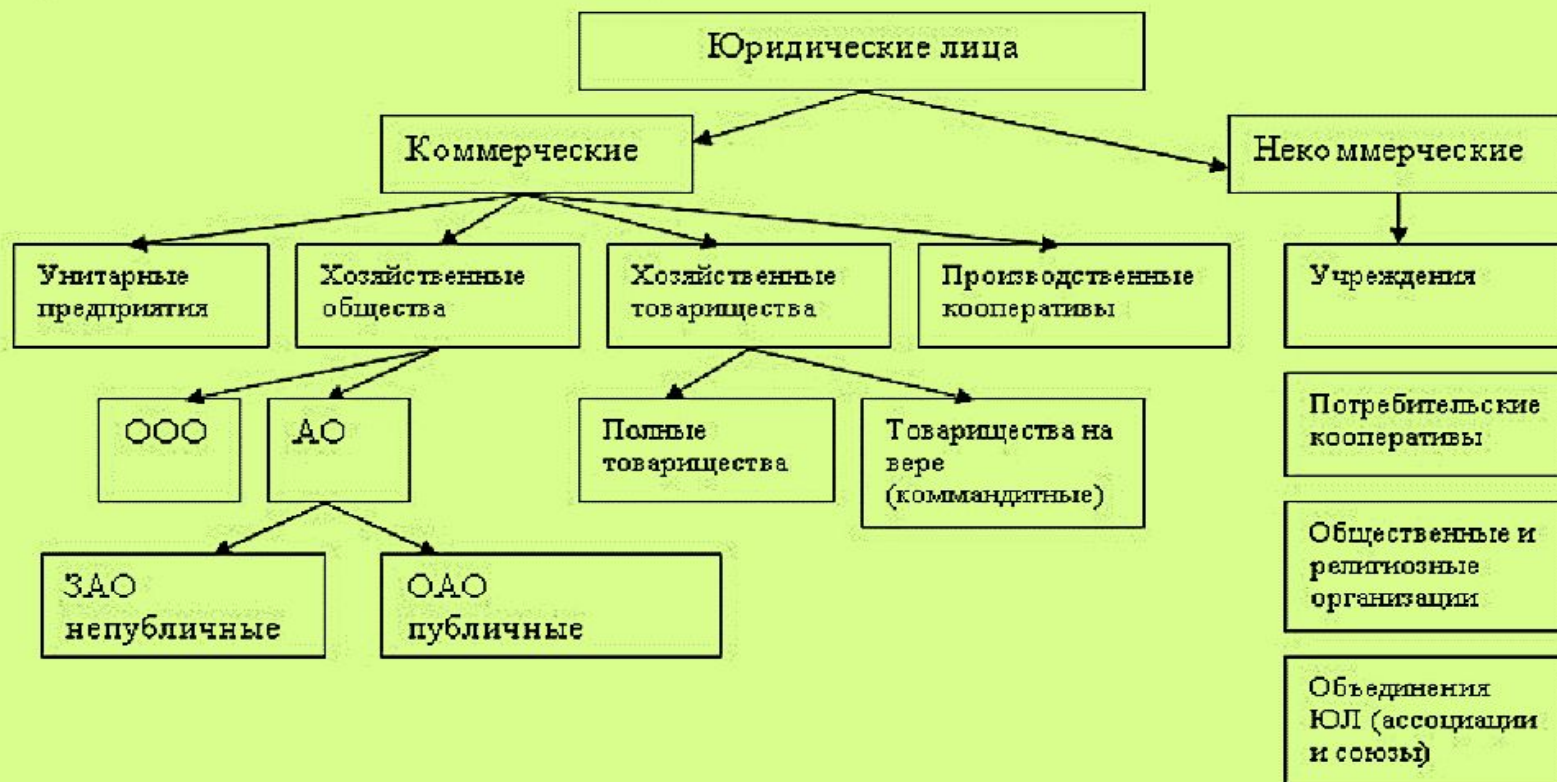 Юридические лица
Коммерческие
Некоммерческие
Унитарные
предприятия
Хозяйственные
общества
Хозяйственные
товарищества
Производственные
кооперативы
Учреждения
ООО
АО
Полные
товарищества
Товарищества на
вере
(коммандитные)
Потребительские
кооперативы
ЗАО
непубличные
ОАО
публичные
Общественные и
религиозные
организации
Объединения
ЮЛ (ассоциации
и союзы)